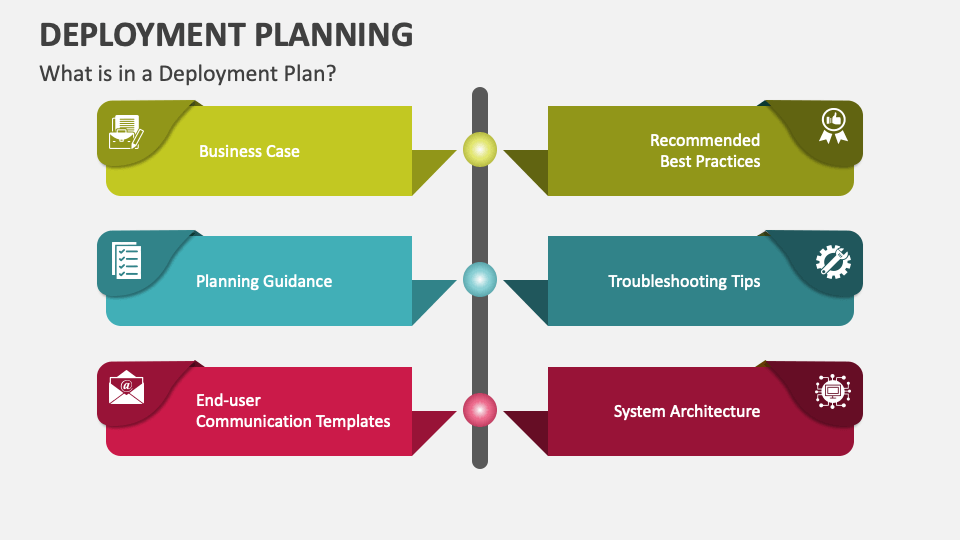 DEPLOYMENT PLANNING
What is in a Deployment Plan?
Business Case
Recommended
Best Practices
Planning Guidance
Troubleshooting Tips
@
End-user
Communication Templates
System Architecture